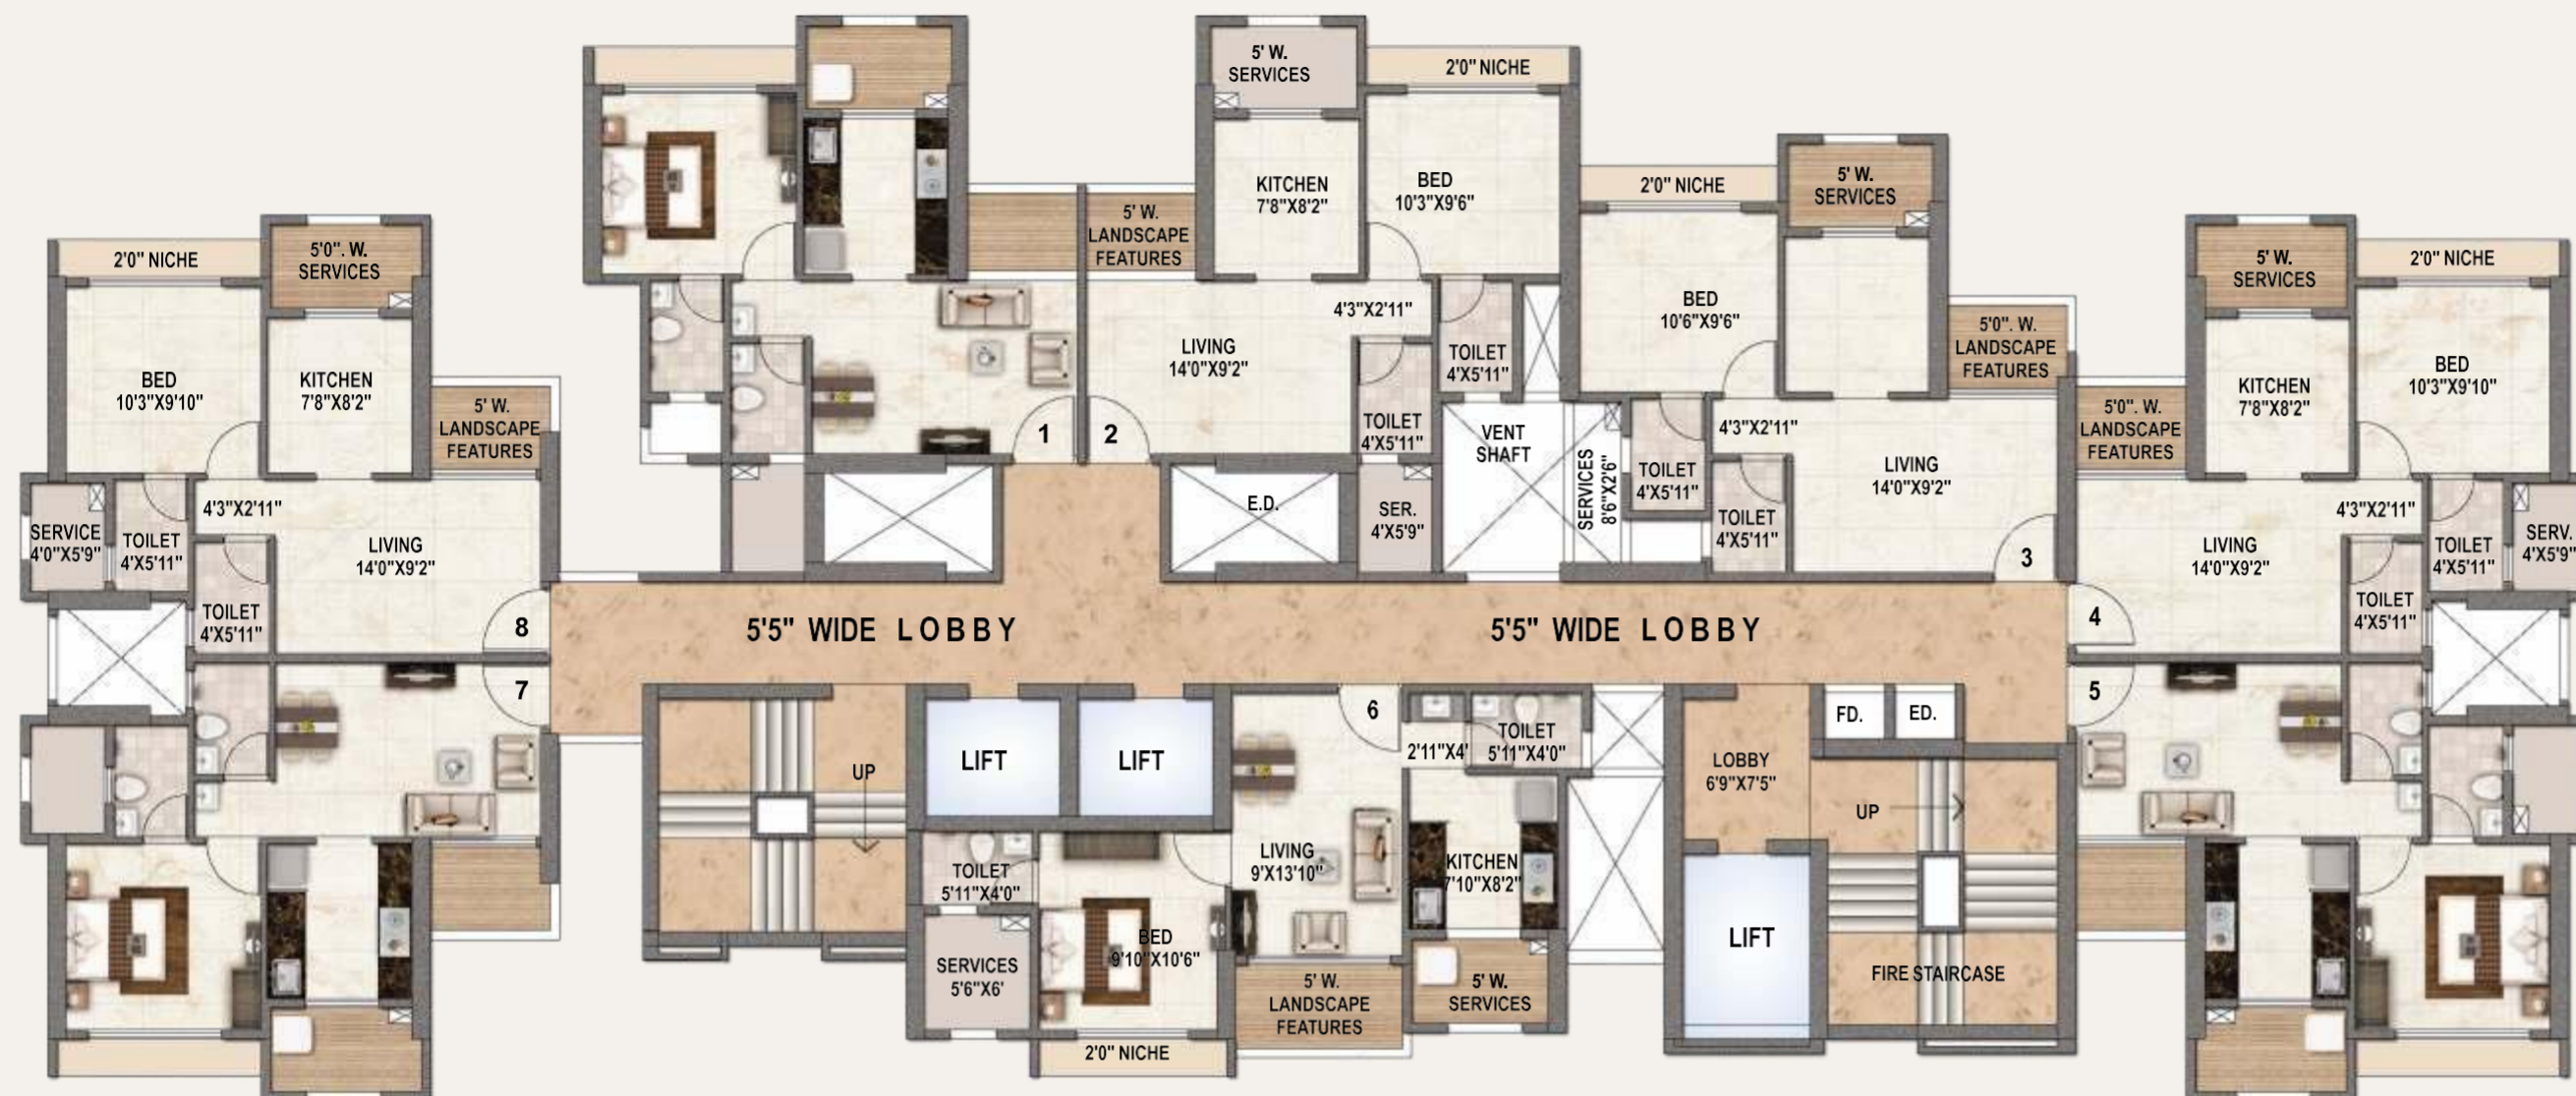 5' W.
SERVICES
2'0" NICHE
KITCHEN
7'8"X8'2"
BED
10'3"X9'6"
5' W.
LANDSCAPE
FEATURES
4'3"X2'11"
LIVING
14'0"X9'2"
TOILET
4'X5'11"
TOILET
4'X5'11"
1
2
E.D.
SER.
4'X5'9"
VENT
SHAFT
SERVICES
8'6"X2'6"
2'0" NICHE
5' W.
SERVICES
BED
10'6"X9'6"
5'0". W.
LANDSCAPE
FEATURES
4'3"X2'11"
TOILET
4'X5'11"
TOILET
4'X5'11"
LIVING
14'0"X9'2"
3
5' W.
SERVICES
2'0" NICHE
KITCHEN
7'8"X8'2"
BED
10'3"X9'10"
5'0". W.
LANDSCAPE
FEATURES
4'3"X2'11"
LIVING
14'0"X9'2"
TOILET
4'X5'11"
SERV.
4'X5'9"
TOILET
4'X5'11"
4
5
2'0" NICHE
5'0". W.
SERVICES
BED
10'3"X9'10"
KITCHEN
7'8"X8'2"
5' W.
LANDSCAPE
FEATURES
4'3"X2'11"
SERVICE
4'0"X5'9"
TOILET
4'X5'11"
LIVING
14'0"X9'2"
TOILET
4'X5'11"
8
7
5'5" WIDE LOBBY
5'5" WIDE LOBBY
UP
LIFT
LIFT
6
2'11"X4'
TOILET
5'11"X4'0"
TOILET
5'11"X4'0"
LIVING
9'X13'10"
KITCHEN
7'10"X8'2"
BED
9'10"X10'6"
SERVICES
5'6"X6'
5' W.
LANDSCAPE
FEATURES
5' W.
SERVICES
2'0" NICHE
LOBBY
6'9"X7'5"
FD.
ED.
UP
LIFT
FIRE STAIRCASE